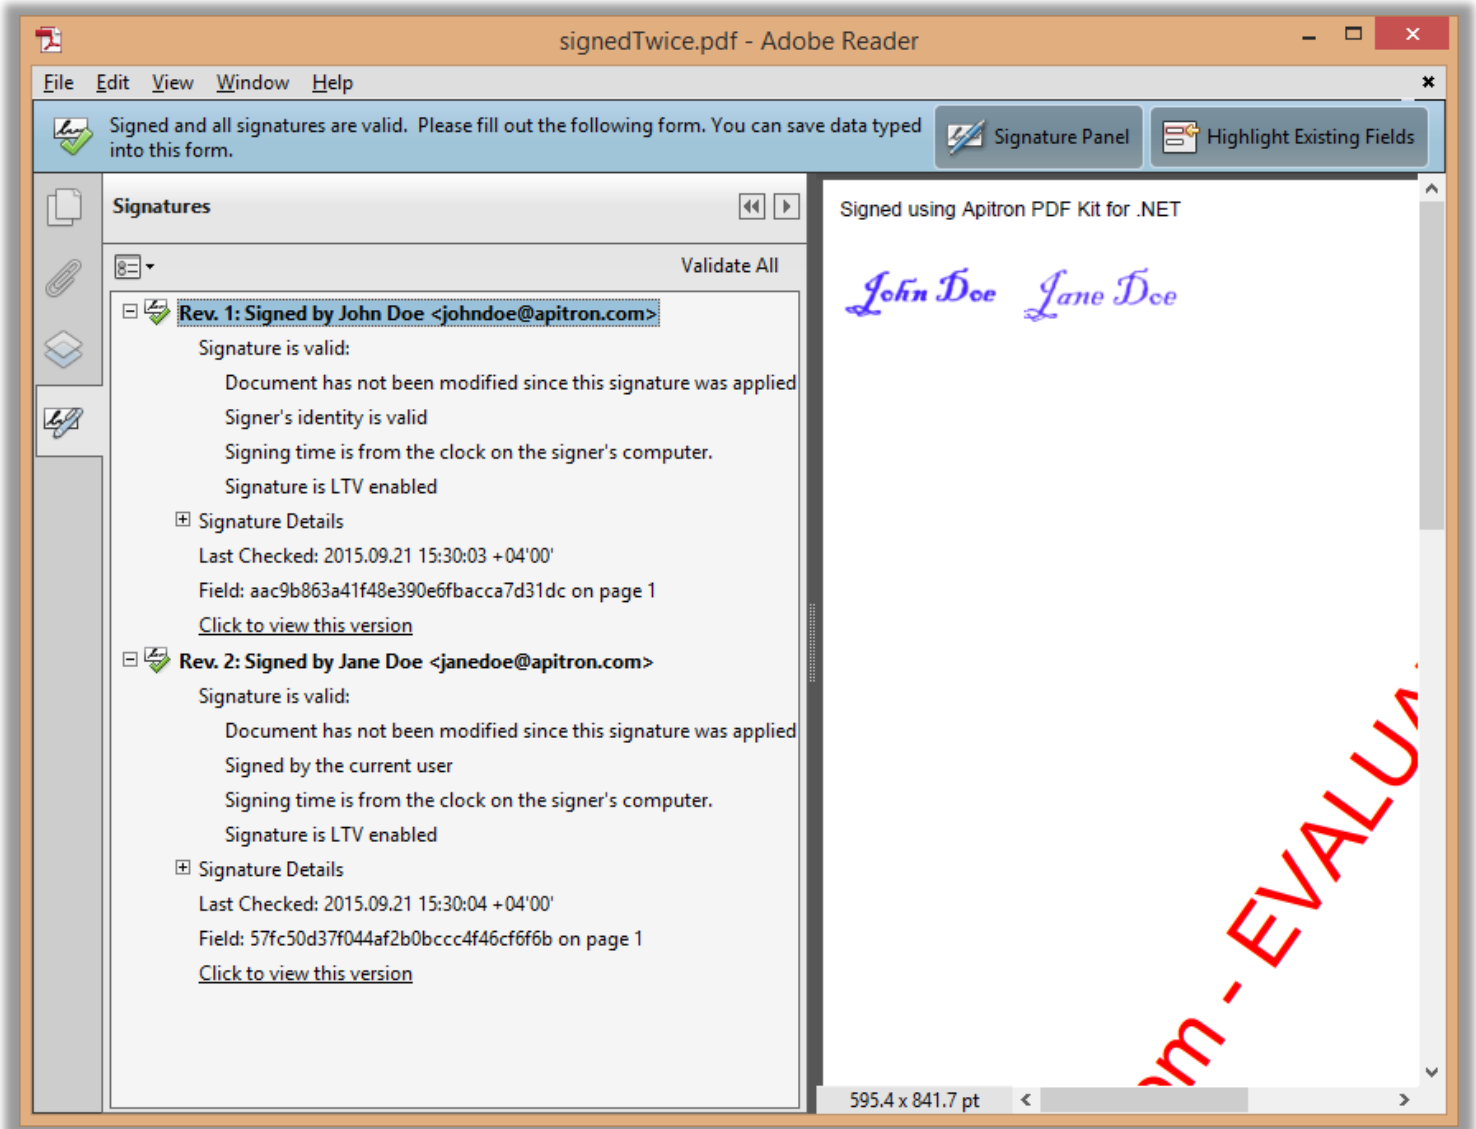 signedTwice.pdf - Adobe Reader
File Edit View Window Help
Signed and all signatures are valid. Please fill out the following form. You can save data typed
into this form.
Signature Panel
Highlight Existing Fields
Signatures
Validate All
Rev. 1: Signed by John Doe <johndoe@apitron.com>
Signature is valid:
Document has not been modified since this signature was applied
Signer's identity is valid
Signing time is from the clock on the signer's computer.
Signature is LTV enabled
Signature Details
Last Checked: 2015.09.21 15:30:03 +04'00'
Field: aac9b863a41f48e390e6fbacca7d31dc on page 1
Click to view this version
Rev. 2: Signed by Jane Doe <janedoe@apitron.com>
Signature is valid:
Document has not been modified since this signature was applied
Signed by the current user
Signing time is from the clock on the signer's computer.
Signature is LTV enabled
Signature Details
Last Checked: 2015.09.21 15:30:04 +04'00'
Field: 57fc50d37f044af2b0bccc4f46cf6f6b on page 1
Click to view this version
Signed using Apitron PDF Kit for .NET
John Doe Jane Doe
om - EVALUA
595.4 x 841.7 pt